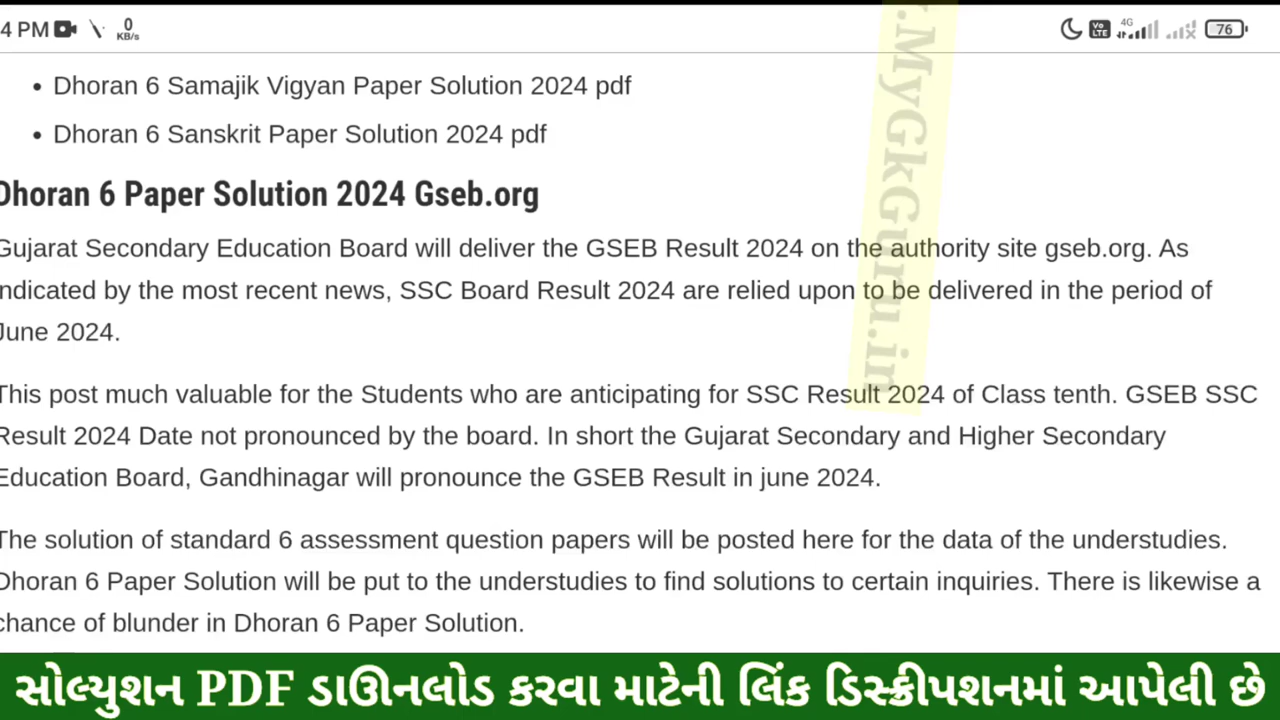 4 PM
0
KB/s
Vo
LTE
4G
76
.MyGkGuru.in
• Dhoran 6 Samajik Vigyan Paper Solution 2024 pdf
• Dhoran 6 Sanskrit Paper Solution 2024 pdf
Dhoran 6 Paper Solution 2024 Gseb.org
Gujarat Secondary Education Board will deliver the GSEB Result 2024 on the authority site gseb.org. As
ndicated by the most recent news, SSC Board Result 2024 are relied upon to be delivered in the period of
June 2024.
This post much valuable for the Students who are anticipating for SSC Result 2024 of Class tenth. GSEB SSC
Result 2024 Date not pronounced by the board. In short the Gujarat Secondary and Higher Secondary
Education Board, Gandhinagar will pronounce the GSEB Result in june 2024.
The solution of standard 6 assessment question papers will be posted here for the data of the understudies.
Dhoran 6 Paper Solution will be put to the understudies to find solutions to certain inquiries. There is likewise a
chance of blunder in Dhoran 6 Paper Solution.
સોલ્યુશન PDF ડાઊનલોડ કરવા માટેની લિંક ડિસ્ક્રીપશનમાં આપેલી છે